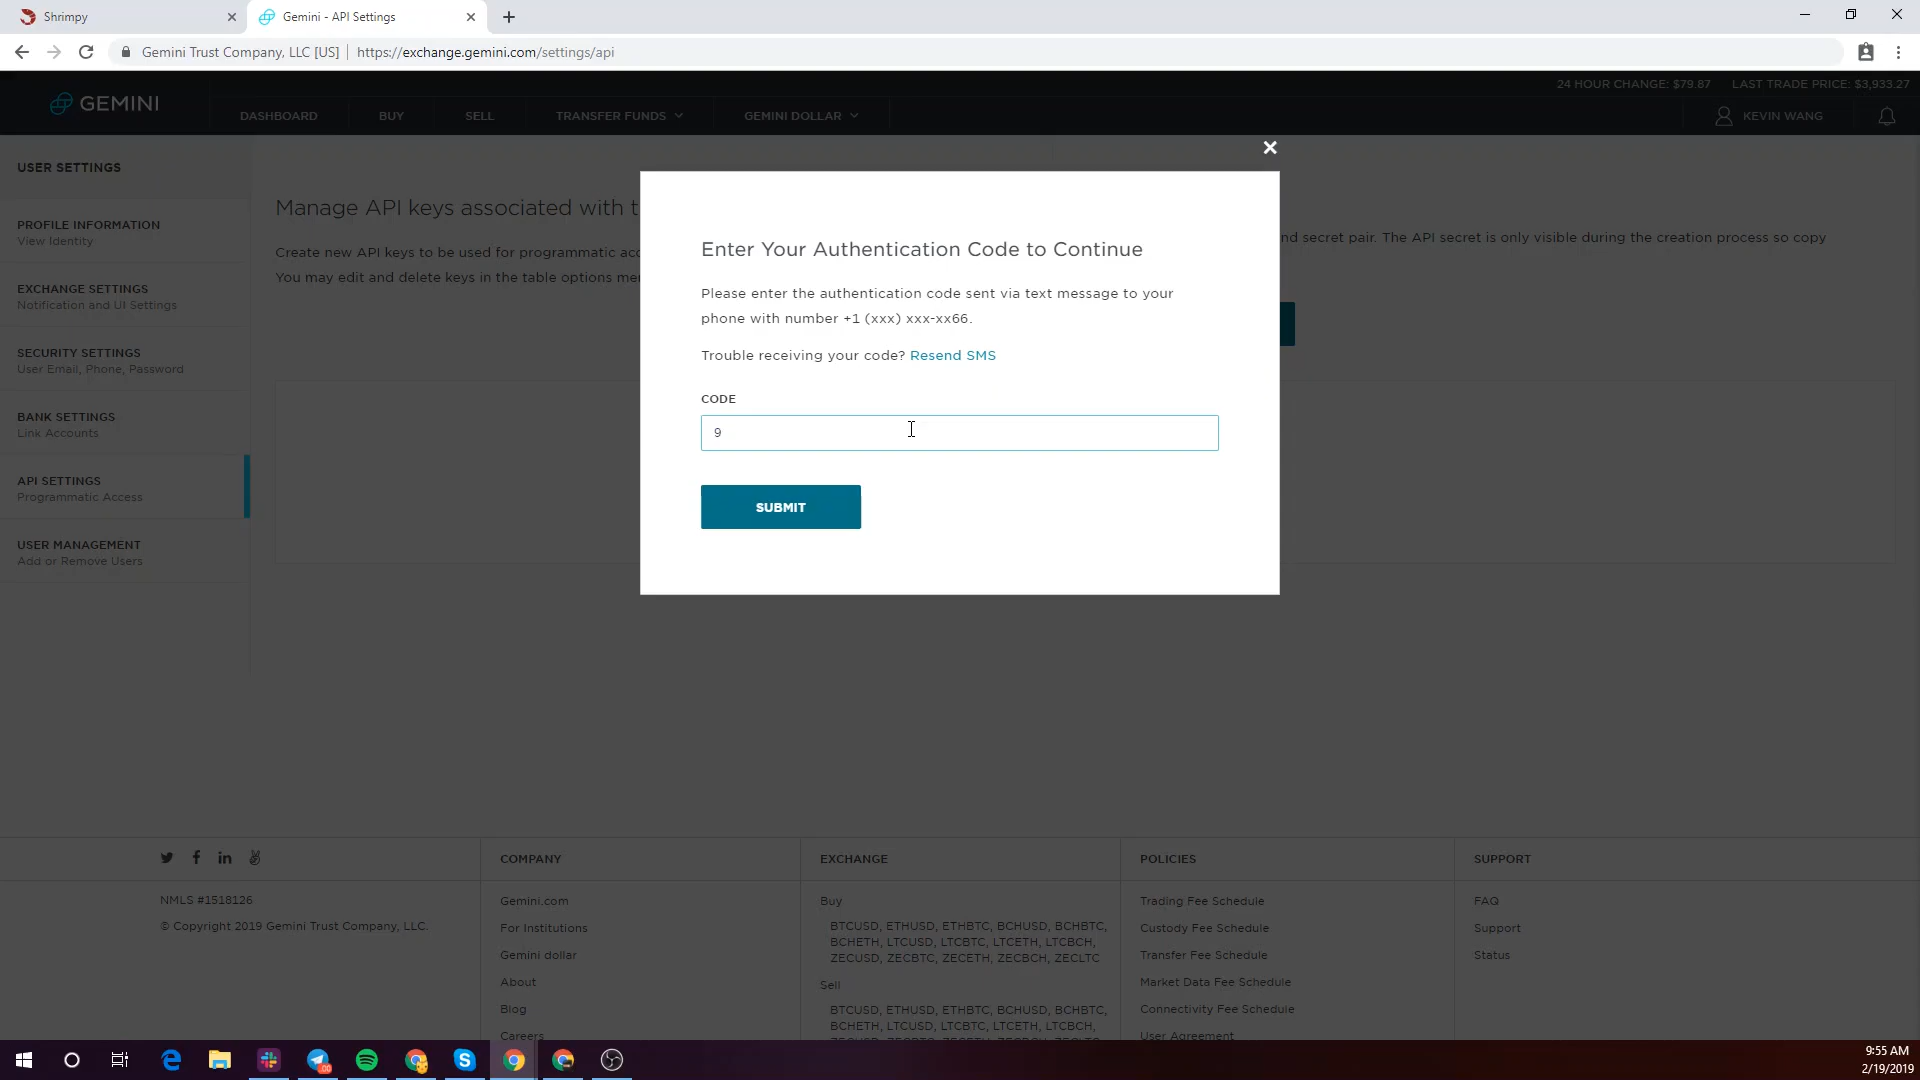 Shrimpy
Gemini - API Settings
Gemini Trust Company, LLC [US]
https://exchange.gemini.com/settings/api
24 HOUR CHANGE: $79.87
LAST TRADE PRICE: $3,933.27
GEMINI
DASHBOARD
BUY
SELL
TRANSFER FUNDS
GEMINI DOLLAR
KEVIN WANG
USER SETTINGS
PROFILE INFORMATION
View Identity
EXCHANGE SETTINGS
Notification and UI Settings
SECURITY SETTINGS
User Email, Phone, Password
BANK SETTINGS
Link Accounts
API SETTINGS
Programmatic Access
USER MANAGEMENT
Add or Remove Users
Manage API keys associated with t
Create new API keys to be used for programmatic acc
nd secret pair. The API secret is only visible during the creation process so copy
You may edit and delete keys in the table options me
Enter Your Authentication Code to Continue
Please enter the authentication code sent via text message to your
phone with number +1 (xxx) xxx-xx66.
Trouble receiving your code? Resend SMS
CODE
9
SUBMIT
NMLS #1518126
© Copyright 2019 Gemini Trust Company, LLC.
COMPANY
Gemini.com
For Institutions
Gemini dollar
About
Blog
Careers
EXCHANGE
Buy
BTCUSD, ETHUSD, ETHBTC, BCHUSD, BCHBTC,
BCHETH, LTCUSD, LTCBTC, LTCETH, LTCBCH,
ZECUSD, ZECBTC, ZECETH, ZECBCH, ZECLTC
Sell
BTCUSD, ETHUSD, ETHBTC, BCHUSD, BCHBTC,
BCHETH, LTCUSD, LTCBTC, LTCETH, LTCBCH,
POLICIES
Trading Fee Schedule
Custody Fee Schedule
Transfer Fee Schedule
Market Data Fee Schedule
Connectivity Fee Schedule
User Agreement
SUPPORT
FAQ
Support
Status
9:55 AM
2/19/2019